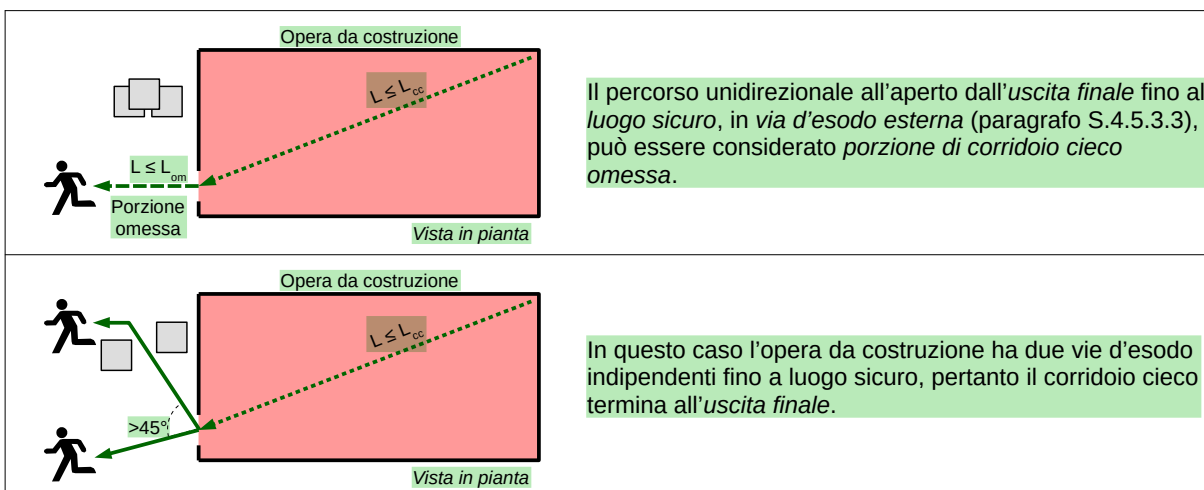 Opera da costruzione
L ≤ Lcc
L ≤ Lom
Porzione
omessa
Vista in pianta
Il percorso unidirezionale all'aperto dall'uscita finale fino al
luogo sicuro, in via d'esodo esterna (paragrafo S.4.5.3.3),
può essere considerato porzione di corridoio cieco
omessa.
Opera da costruzione
L ≤ Lcc
>45°
Vista in pianta
In questo caso l'opera da costruzione ha due vie d'esodo
indipendenti fino a luogo sicuro, pertanto il corridoio cieco
termina all'uscita finale.